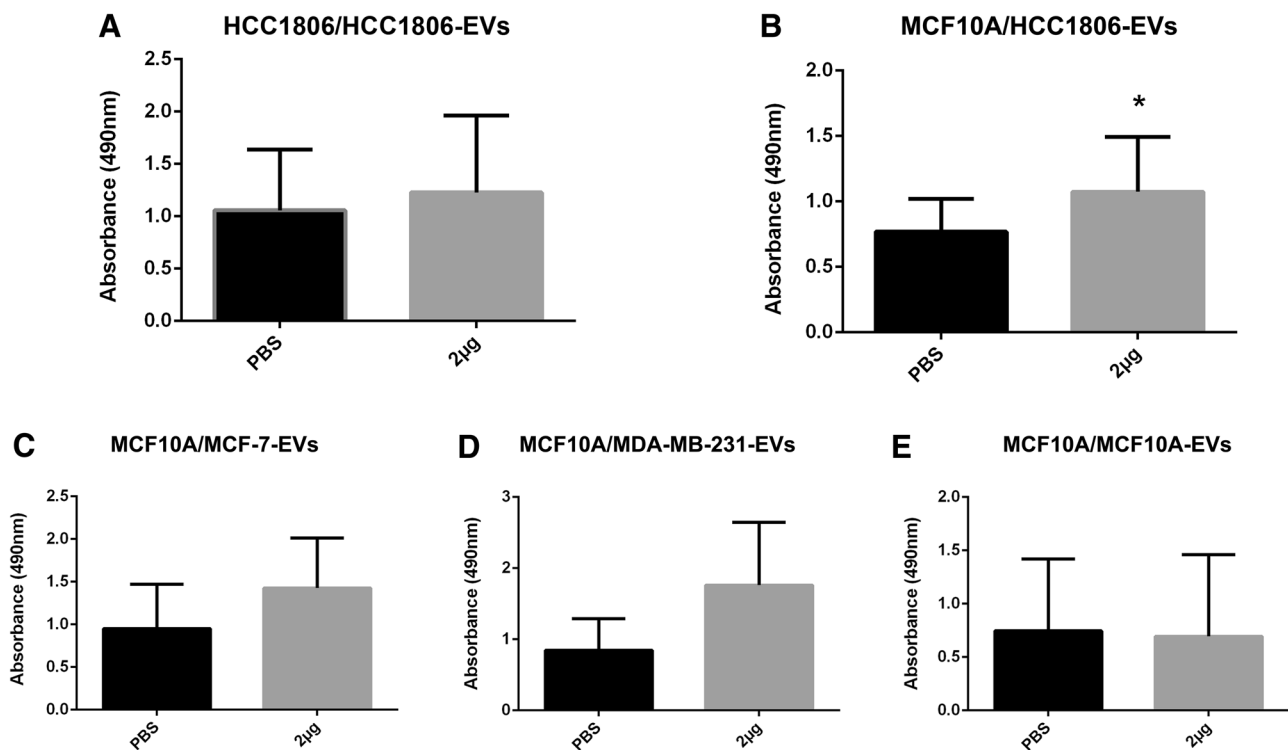 A
HCC1806/HCC1806-EVs
Absorbance (490nm)
2.5
2.0
1.5
1.0
0.5
0.0
PBS
2µg
B
MCF10A/HCC1806-EVs
Absorbance (490nm)
2.0
1.5
1.0
0.5
0.0
*
PBS
2µg
C
MCF10A/MCF-7-EVs
Absorbance (490nm)
2.5
2.0
1.5
1.0
0.5
0.0
PBS
2µg
D
MCF10A/MDA-MB-231-EVs
Absorbance (490nm)
3
2
1
0
PBS
2µg
E
MCF10A/MCF10A-EVs
Absorbance (490nm)
2.0
1.5
1.0
0.5
0.0
PBS
2µg